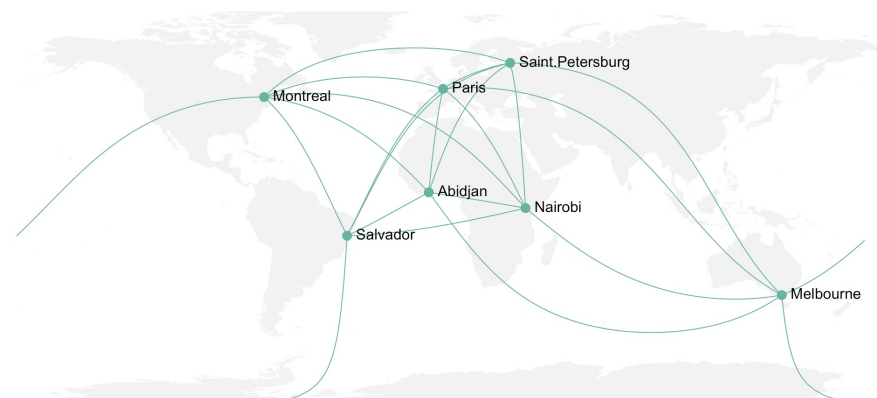 Saint.Petersburg
Paris
Montreal
Abidjan
Nairobi
Salvador
Melbourne